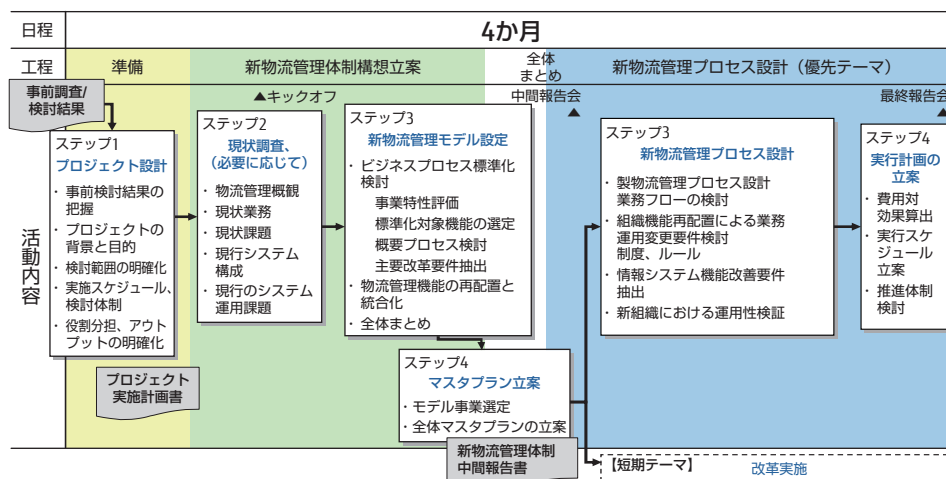 日程
4か月
工程
準備
新物流管理体制構想立案
全体
まとめ
新物流管理プロセス設計（優先テーマ）
事前調査/
検討結果
▲キックオフ
中間報告会
▲
最終報告会
▲
活動内容
ステップ1
プロジェクト設計
・ 事前検討結果の
把握
・ プロジェクトの
背景と目的
・ 検討範囲の明確化
・ 実施スケジュール、
検討体制
・ 役割分担、アウト
プットの明確化
プロジェクト
実施計画書
ステップ2
現状調査、
（必要に応じて）
・ 物流管理概観
・ 現状業務
・ 現状課題
・ 現行システム
構成
・ 現行のシステム
運用課題
ステップ3
新物流管理モデル設定
・ ビジネスプロセス標準化
検討
事業特性評価
標準化対象機能の選定
概要プロセス検討
主要改革要件抽出
・ 物流管理機能の再配置と
統合化
・ 全体まとめ
ステップ4
マスタプラン立案
・モデル事業選定
・全体マスタプランの立案
新物流管理体制
中間報告書
ステップ3
新物流管理プロセス設計
・ 製物流管理プロセス設計
業務フローの検討
・ 組織機能再配置による業務
運用変更要件検討
制度、ルール
・ 情報システム機能改善要件
抽出
・ 新組織における運用性検証
ステップ4
実行計画の
立案
・ 費用対
効果算出
・ 実行スケ
ジュール
立案
・ 推進体制
検討
【短期テーマ】
改革実施